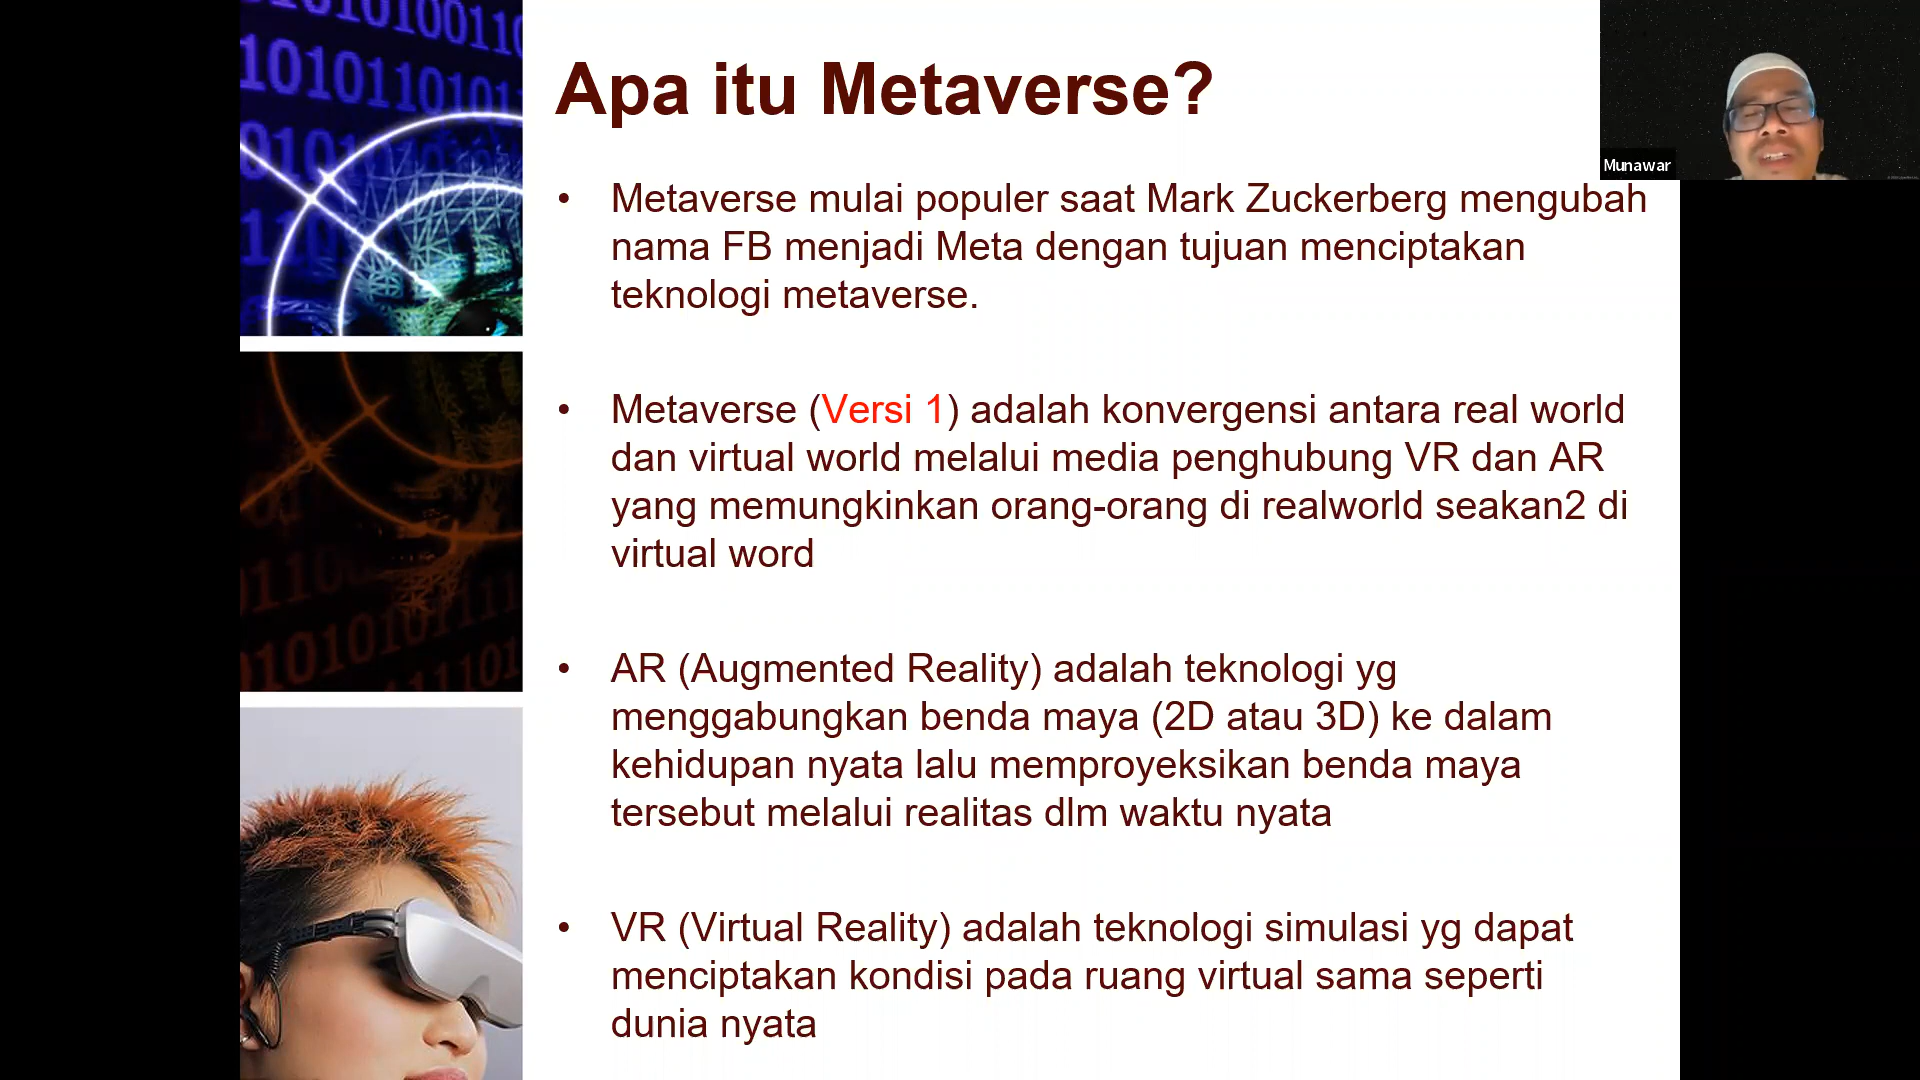 Apa itu Metaverse?
Munawar
• Metaverse mulai populer saat Mark Zuckerberg mengubah
nama FB menjadi Meta dengan tujuan menciptakan
teknologi metaverse.
• Metaverse (Versi 1) adalah konvergensi antara real world
dan virtual world melalui media penghubung VR dan AR
yang memungkinkan orang-orang di realworld seakan2 di
virtual word
• AR (Augmented Reality) adalah teknologi yg
menggabungkan benda maya (2D atau 3D) ke dalam
kehidupan nyata lalu memproyeksikan benda maya
tersebut melalui realitas dlm waktu nyata
• VR (Virtual Reality) adalah teknologi simulasi yg dapat
menciptakan kondisi pada ruang virtual sama seperti
dunia nyata